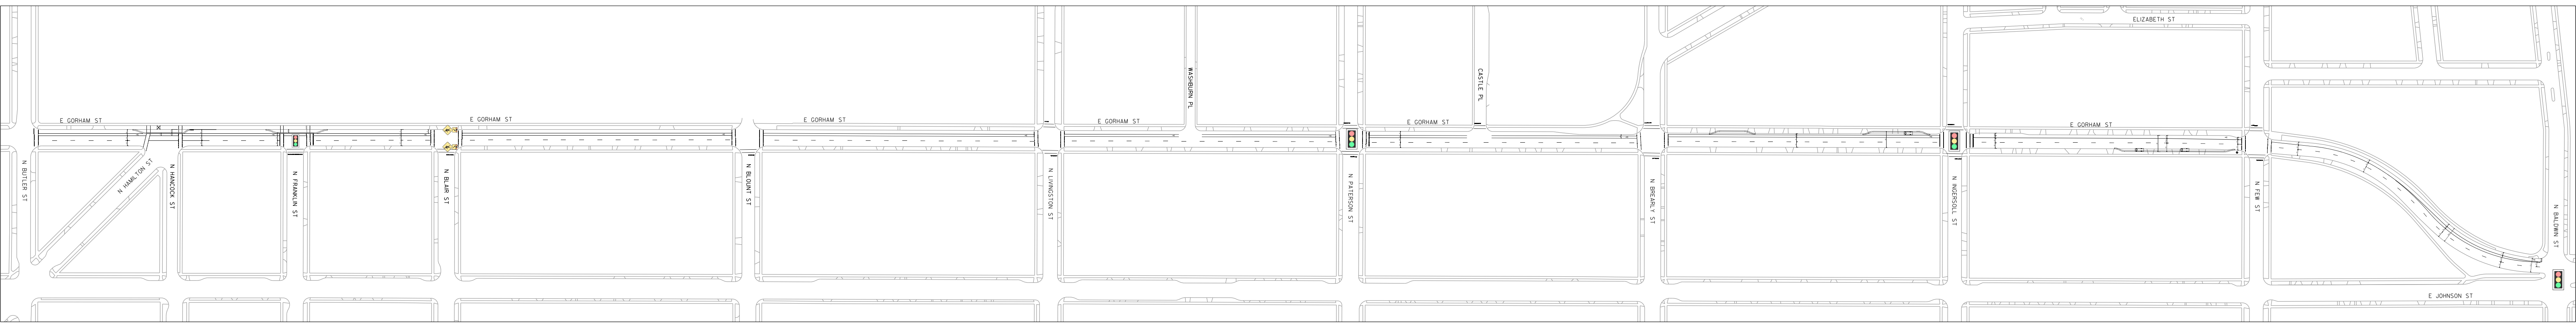 ELIZABETH ST
WASHBURN PL
CASTLE PL
E GORHAM ST
E GORHAM ST
E GORHAM ST
E GORHAM ST
E GORHAM ST
E GORHAM ST
N BUTLER ST
N HAMILTON ST
N HANCOCK ST
N FRANKLIN ST
N BLAIR ST
N BLOUNT ST
N LIVINGSTON ST
N PATERSON ST
N BREARLY ST
N INGERSOLL ST
N FEW ST
N BALDWIN ST
E JOHNSON ST